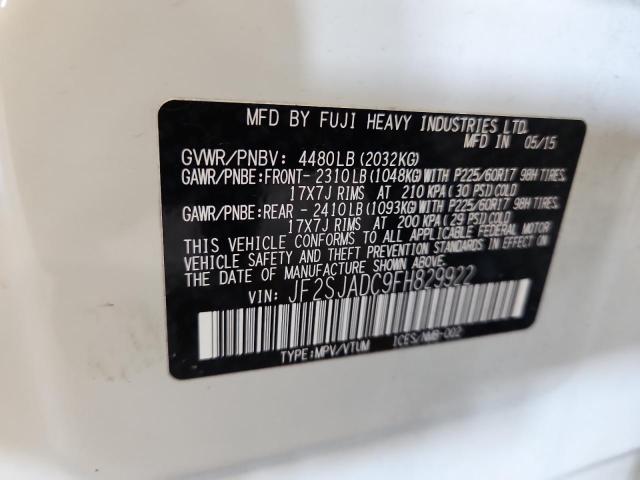 MFD BY FUJI HEAVY INDUSTRIES LTD.
MFD IN 05/15
GVWR/PNBV: 4480LB (2032KG)
GAWR/PNBE:FRONT- 2310LB (1048KG)WITH P225/60R17 98H TIRES.
17X7J RIMS AT 210 KPA (30 PSI)COLD
GAWR/PNBE:REAR - 2410LB (1093KG)WITH P225/60R17 98H TIRES.
17X7J RIMS AT 200 KPA (29 PSI)COLD
THIS VEHICLE CONFORMS TO ALL APPLICABLE FEDERAL MOTOR
VEHICLE SAFETY AND THEFT PREVENTION STANDARDS IN EFFECT ON
THE DATE OF MANUFACTURE SHOWN ABOVE.
VIN: JF2SJADC9FH829922
TYPE:MPV/VTUM ICES/NMB-002